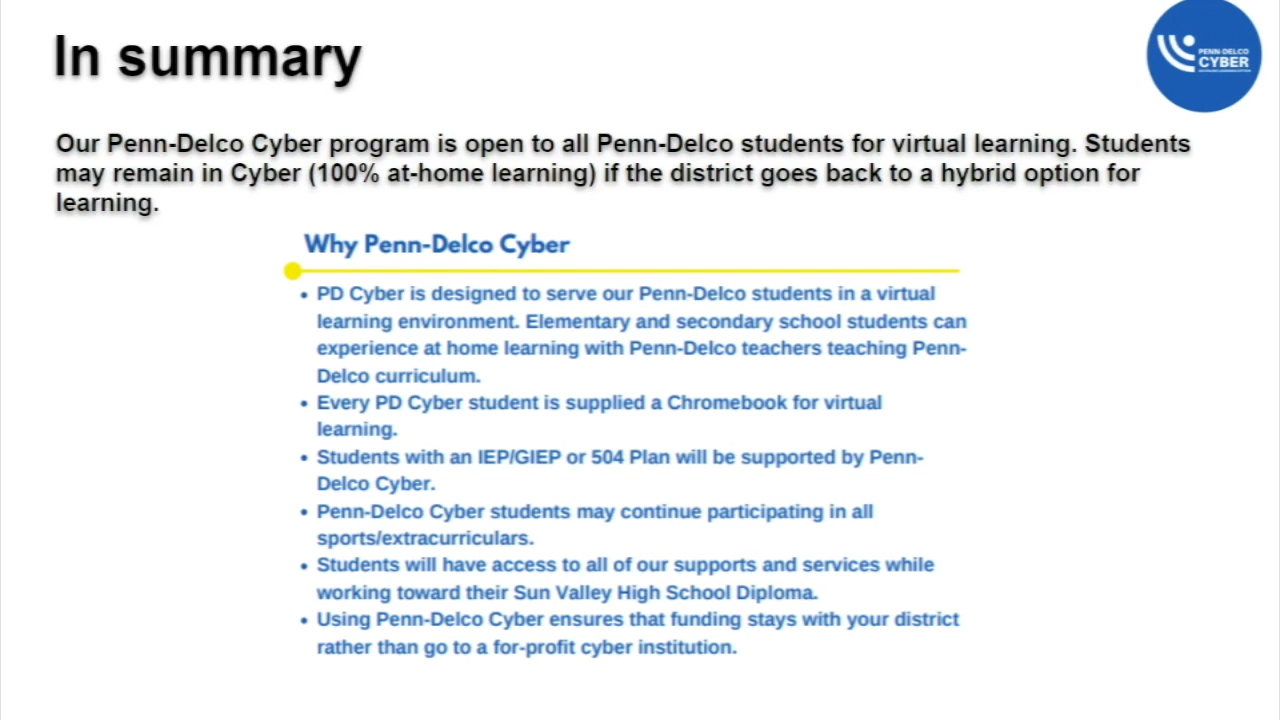 In summary
PENN-DELCO
CYBER
Our Penn-Delco Cyber program is open to all Penn-Delco students for virtual learning. Students
may remain in Cyber (100% at-home learning) if the district goes back to a hybrid option for
learning.
Why Penn-Delco Cyber
• PD Cyber is designed to serve our Penn-Delco students in a virtual
learning environment. Elementary and secondary school students can
experience at home learning with Penn-Delco teachers teaching Penn-
Delco curriculum.
• Every PD Cyber student is supplied a Chromebook for virtual
learning.
• Students with an IEP/GIEP or 504 Plan will be supported by Penn-
Delco Cyber.
• Penn-Delco Cyber students may continue participating in all
sports/extracurriculars.
• Students will have access to all of our supports and services while
working toward their Sun Valley High School Diploma.
• Using Penn-Delco Cyber ensures that funding stays with your district
rather than go to a for-profit cyber institution.